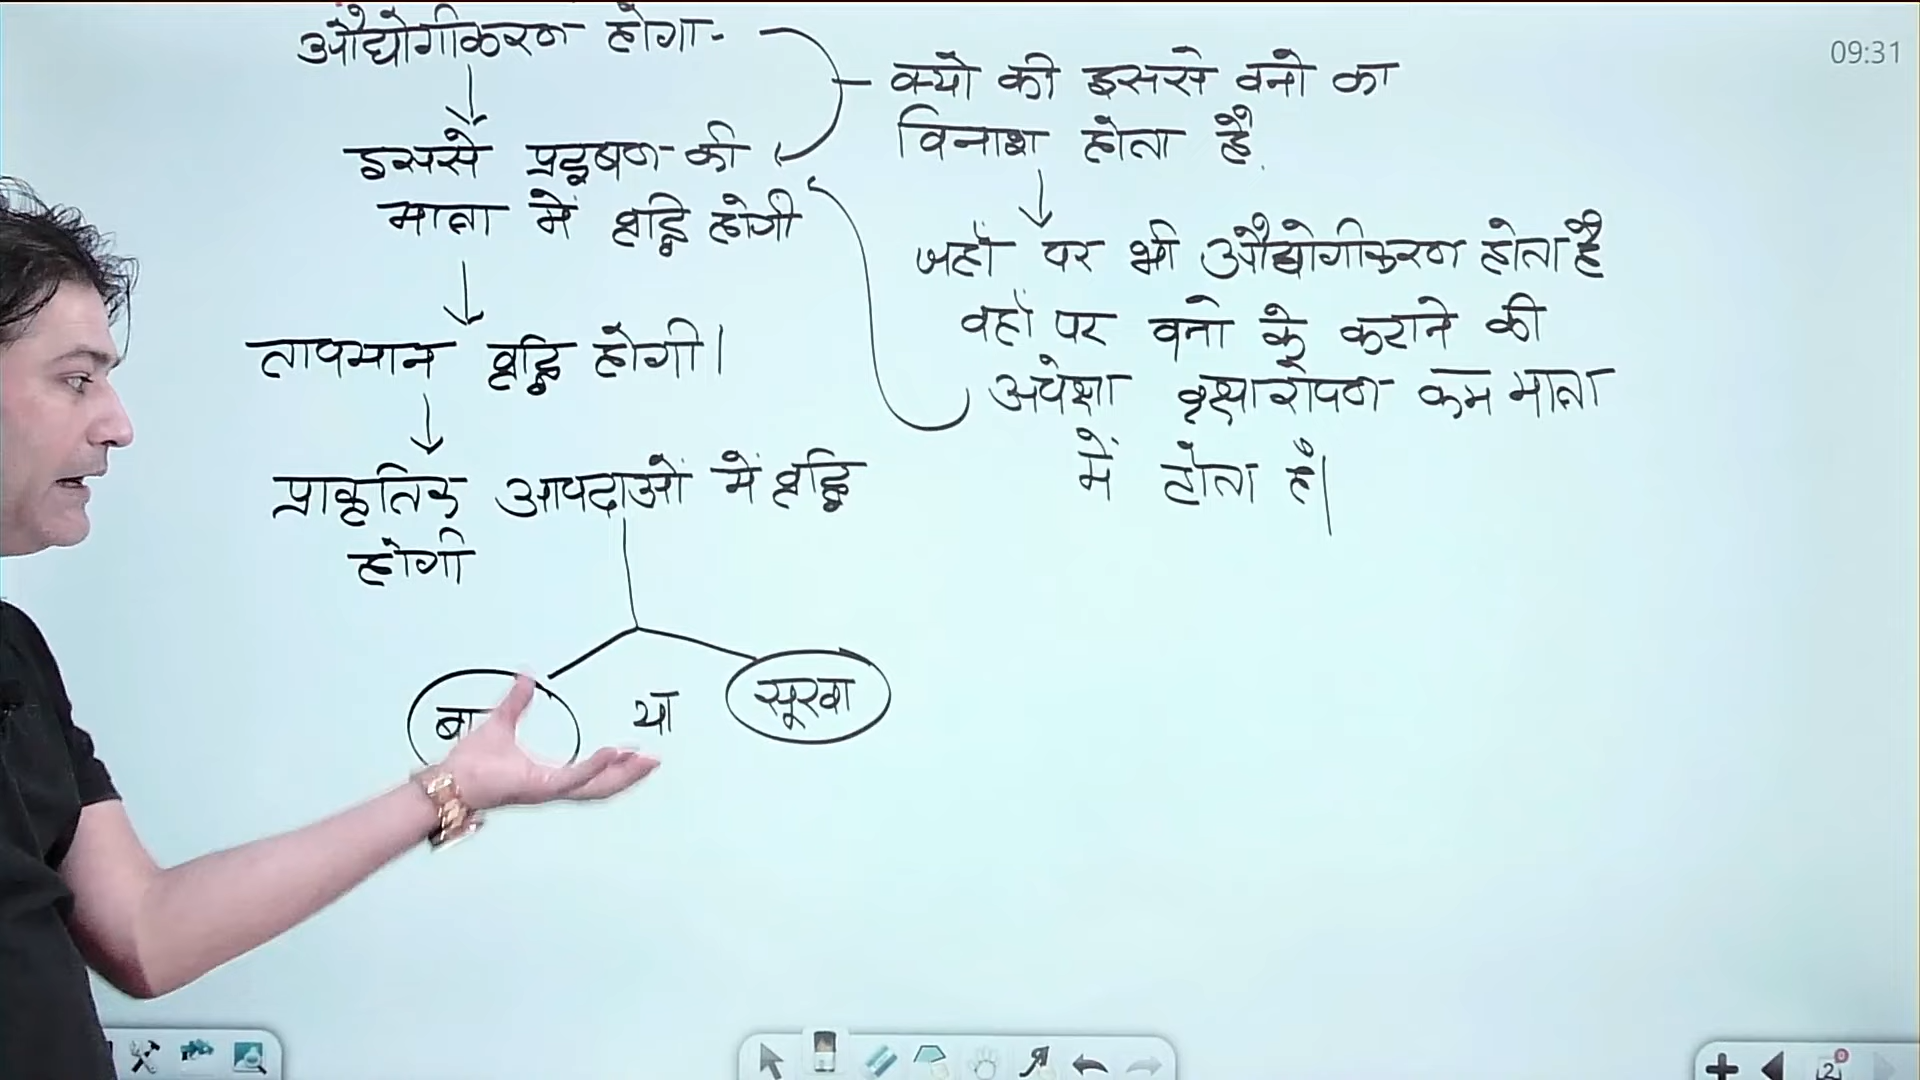 औद्योगीकरण होगा-
इससे प्रदूषण की
मात्रा में वृद्धि होगी
तापमान वृद्धि होगी।
प्राकृतिक आपदाओं में वृद्धि
होगी
या
सूखा
क्यो की इससे वनो का
विनाश होता है.
जहाँ पर भी औद्योगीकरण होता है
वहाँ पर वनो के कटाने की
अपेक्षा वृक्षारोपण कम मात्रा
में होता है।
09:31